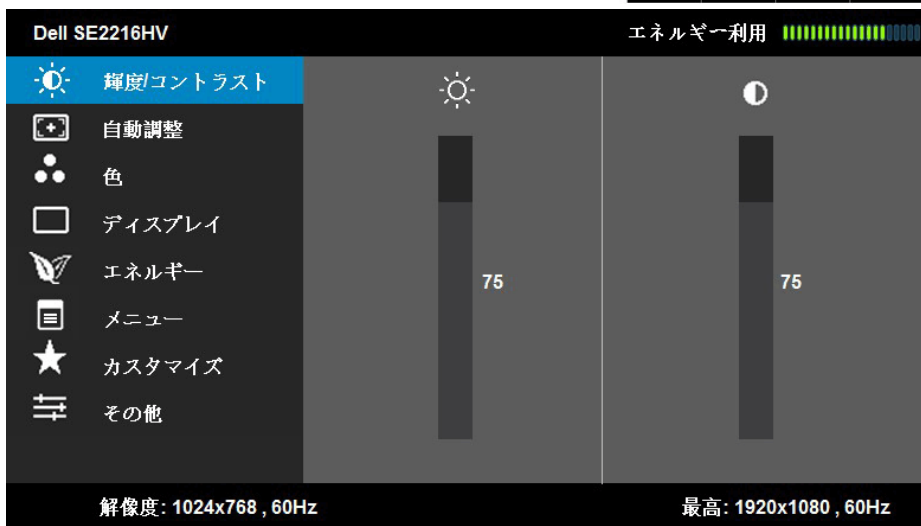 Dell SE2216HV
エネルギー利用
輝度/コントラスト
自動調整
色
ディスプレイ
エネルギー
メニュー
カスタマイズ
その他
75
75
解像度: 1024x768 , 60Hz
最高: 1920x1080 , 60Hz